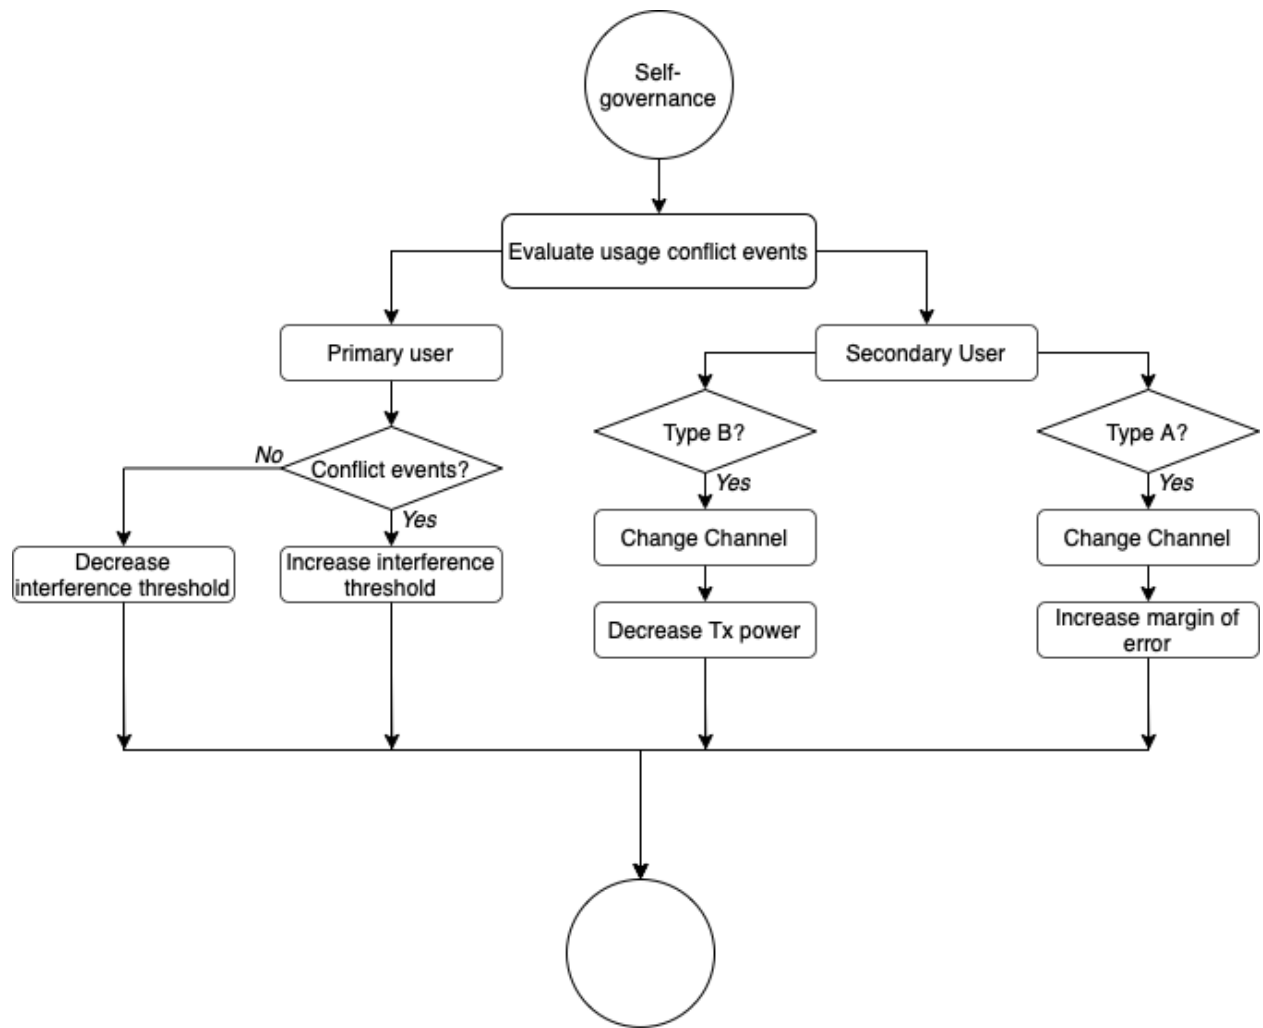 Self-
governance
Evaluate usage conflict events
Primary user
Secondary User
Type B?
Type A?
No
Conflict events?
Yes
Yes
Yes
Change Channel
Change Channel
Decrease
interference threshold
Increase interference
threshold
Decrease Tx power
Increase margin of
error